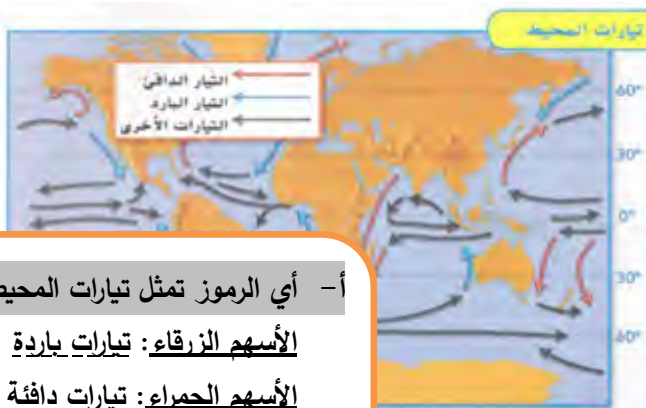 تيارات المحيط
التيار الدافئ
التيار البارد
التيارات الأخرى
60°
30°
0°
30°
60°
أ- أي الرموز تمثل تيارات المحيط
الأسهم الزرقاء: تيارات باردة
الأسهم الحمراء: تيارات دافئة